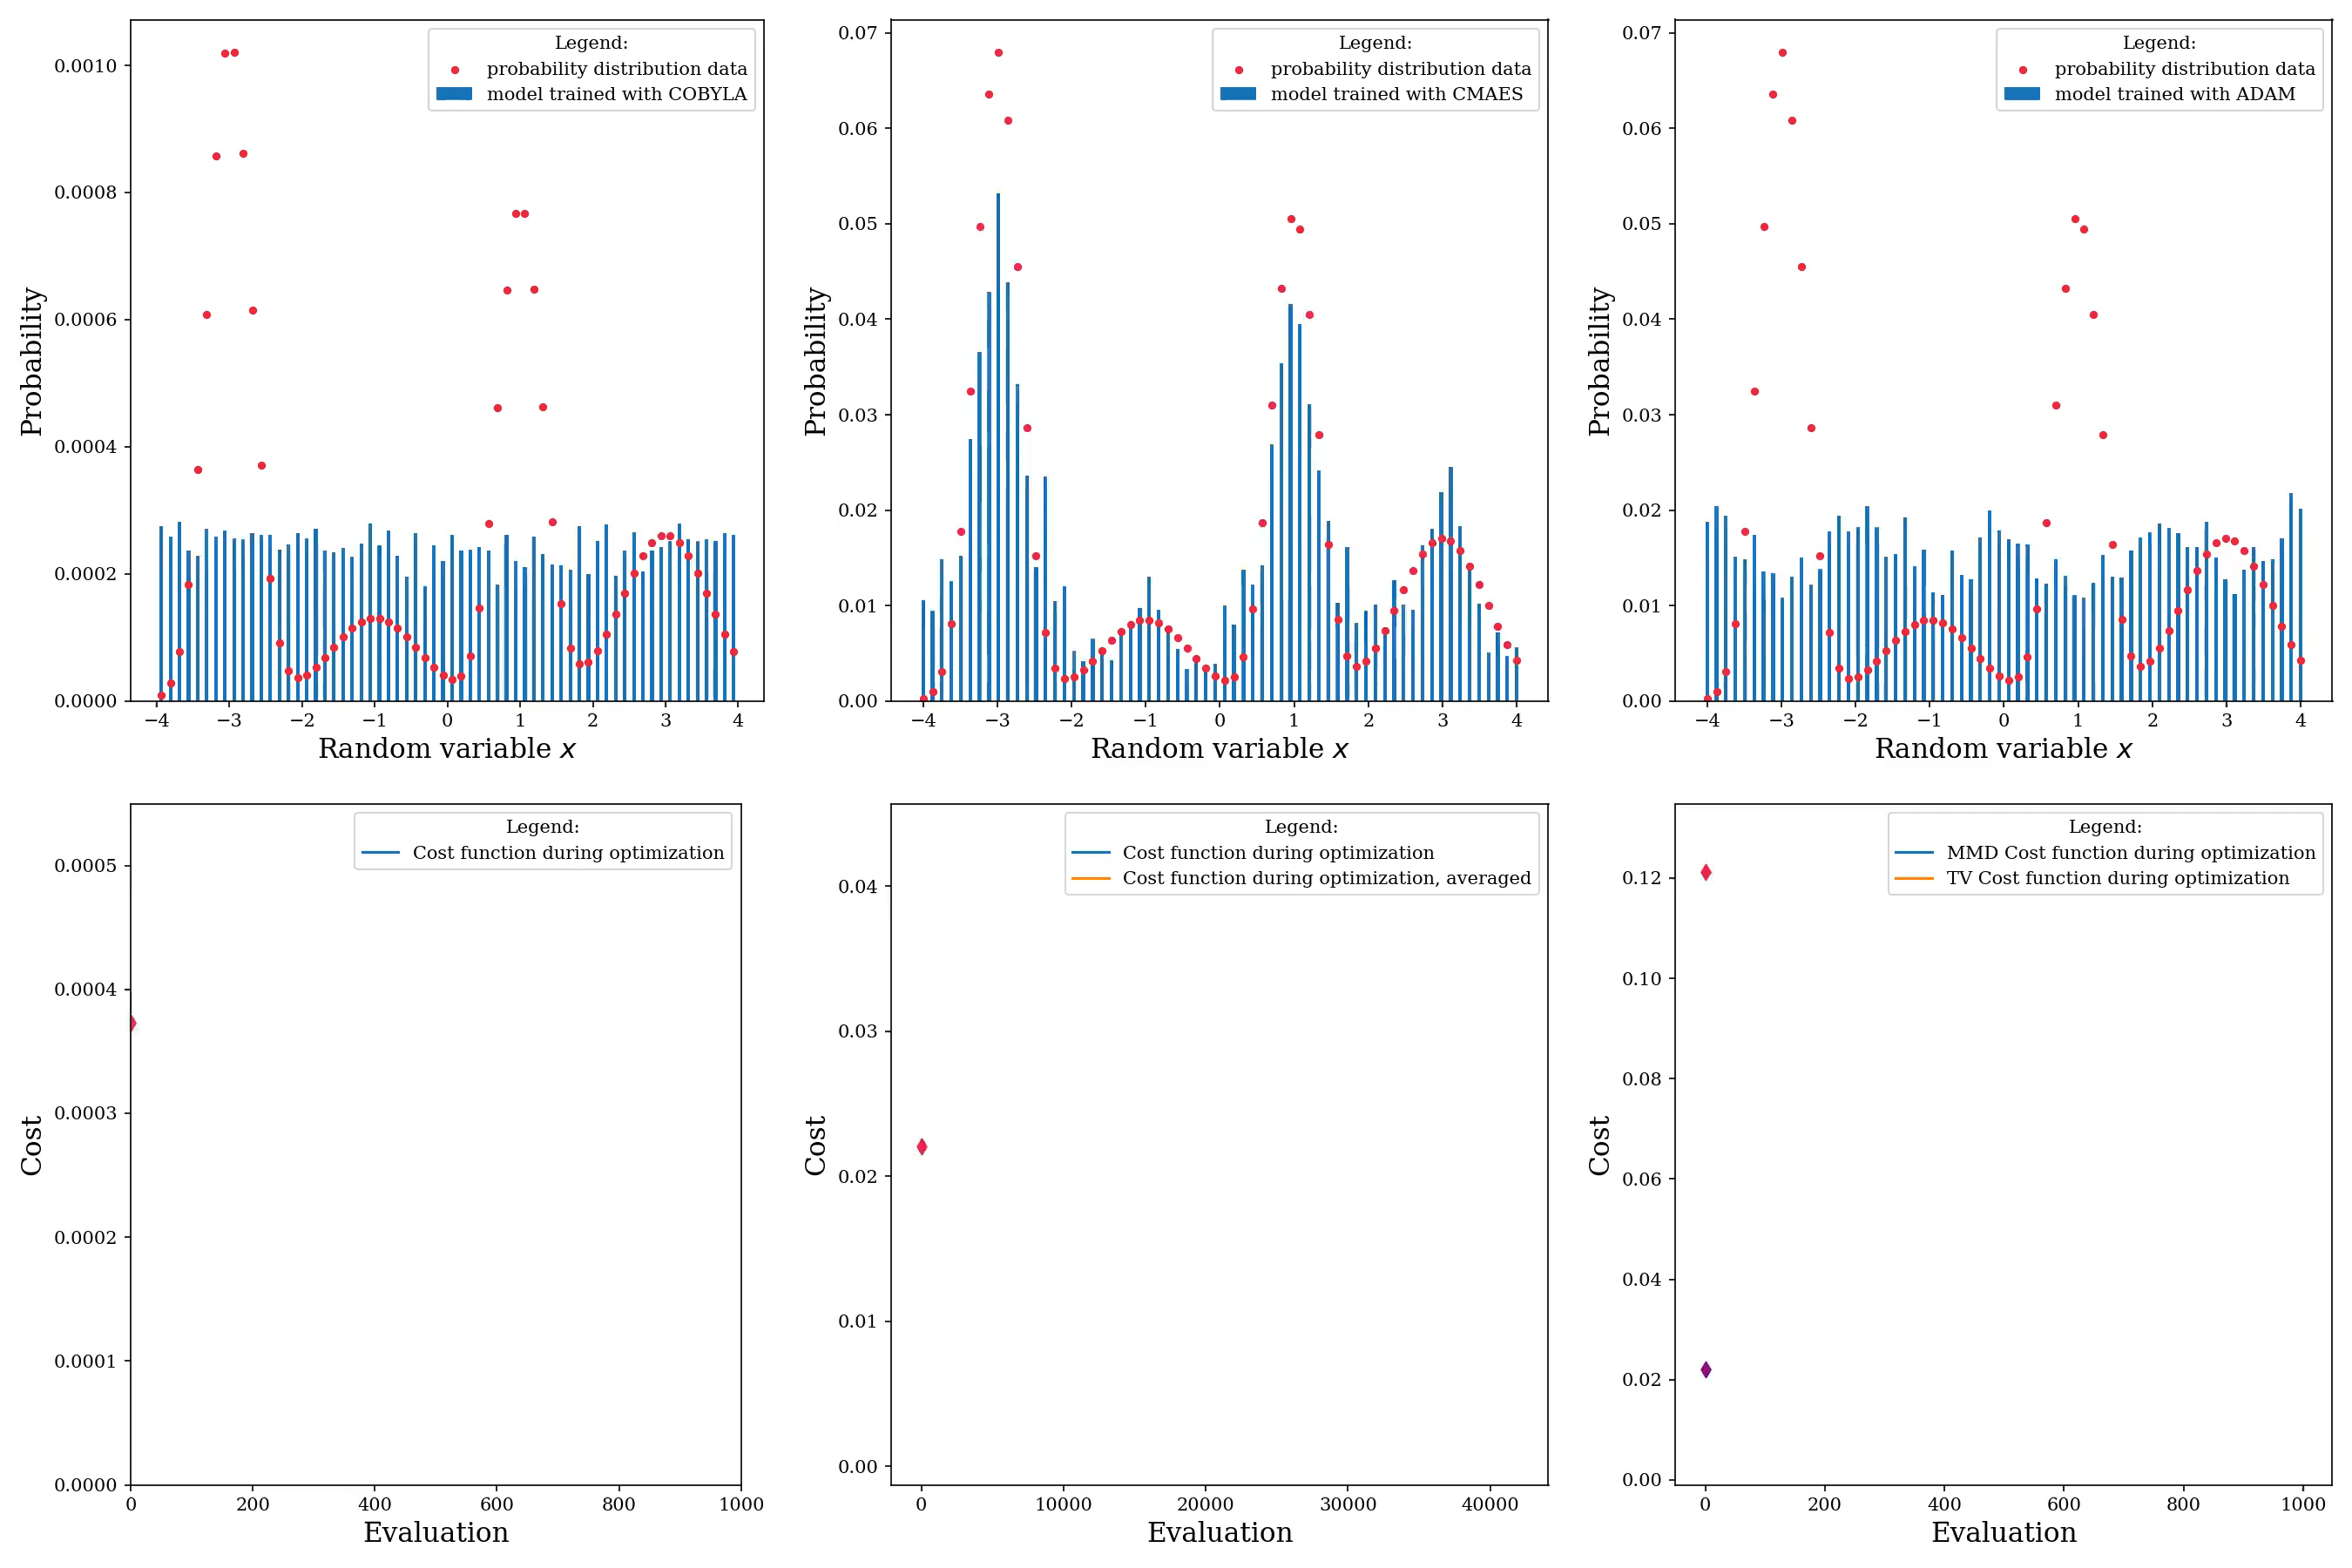 Legend:
probability distribution data
model trained with COBYLA
0.0010
0.0008
0.0006
0.0004
0.0002
0.0000
Probability
−4 −3 −2 −1 0 1 2 3 4
Random variable x
Legend:
probability distribution data
model trained with CMAES
0.07
0.06
0.05
0.04
0.03
0.02
0.01
0.00
Probability
−4 −3 −2 −1 0 1 2 3 4
Random variable x
Legend:
probability distribution data
model trained with ADAM
0.07
0.06
0.05
0.04
0.03
0.02
0.01
0.00
Probability
−4 −3 −2 −1 0 1 2 3 4
Random variable x
Legend:
Cost function during optimization
0.0005
0.0004
0.0003
0.0002
0.0001
0.0000
Cost
0 200 400 600 800 1000
Evaluation
Legend:
Cost function during optimization
Cost function during optimization, averaged
0.04
0.03
0.02
0.01
0.00
Cost
0 10000 20000 30000 40000
Evaluation
Legend:
MMD Cost function during optimization
TV Cost function during optimization
0.12
0.10
0.08
0.06
0.04
0.02
0.00
Cost
0 200 400 600 800 1000
Evaluation